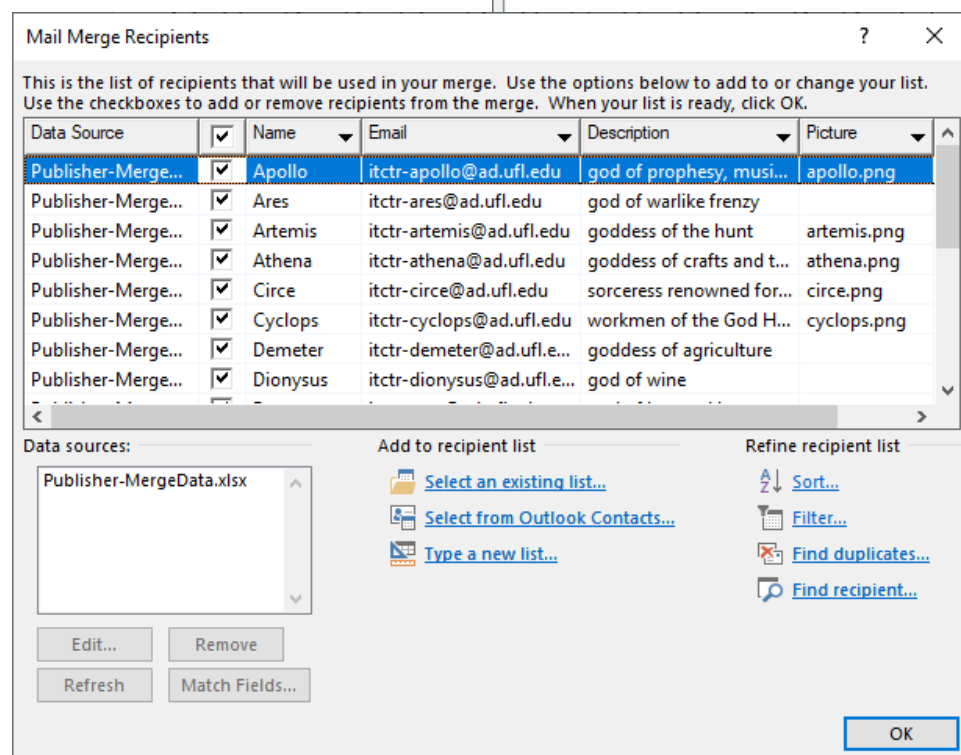 Mail Merge Recipients
This is the list of recipients that will be used in your merge. Use the options below to add to or change your list.
Use the checkboxes to add or remove recipients from the merge. When your list is ready, click OK.
Data Source Name Email Description Picture
Publisher-Merge... Apollo itctr-apollo@ad.ufl.edu god of prophesy, musi... apollo.png
Publisher-Merge... Ares itctr-ares@ad.ufl.edu god of warlike frenzy
Publisher-Merge... Artemis itctr-artemis@ad.ufl.edu goddess of the hunt artemis.png
Publisher-Merge... Athena itctr-athena@ad.ufl.edu goddess of crafts and t... athena.png
Publisher-Merge... Circe itctr-circe@ad.ufl.edu sorceress renowned for... circe.png
Publisher-Merge... Cyclops itctr-cyclops@ad.ufl.edu workmen of the God H... cyclops.png
Publisher-Merge... Demeter itctr-demeter@ad.ufl.e... goddess of agriculture
Publisher-Merge... Dionysus itctr-dionysus@ad.ufl.e... god of wine
Data sources: Add to recipient list Refine recipient list
Publisher-MergeData.xlsx Select an existing list... Sort...
Select from Outlook Contacts... Filter...
Type a new list... Find duplicates...
Find recipient...
Edit... Remove
Refresh Match Fields...
OK